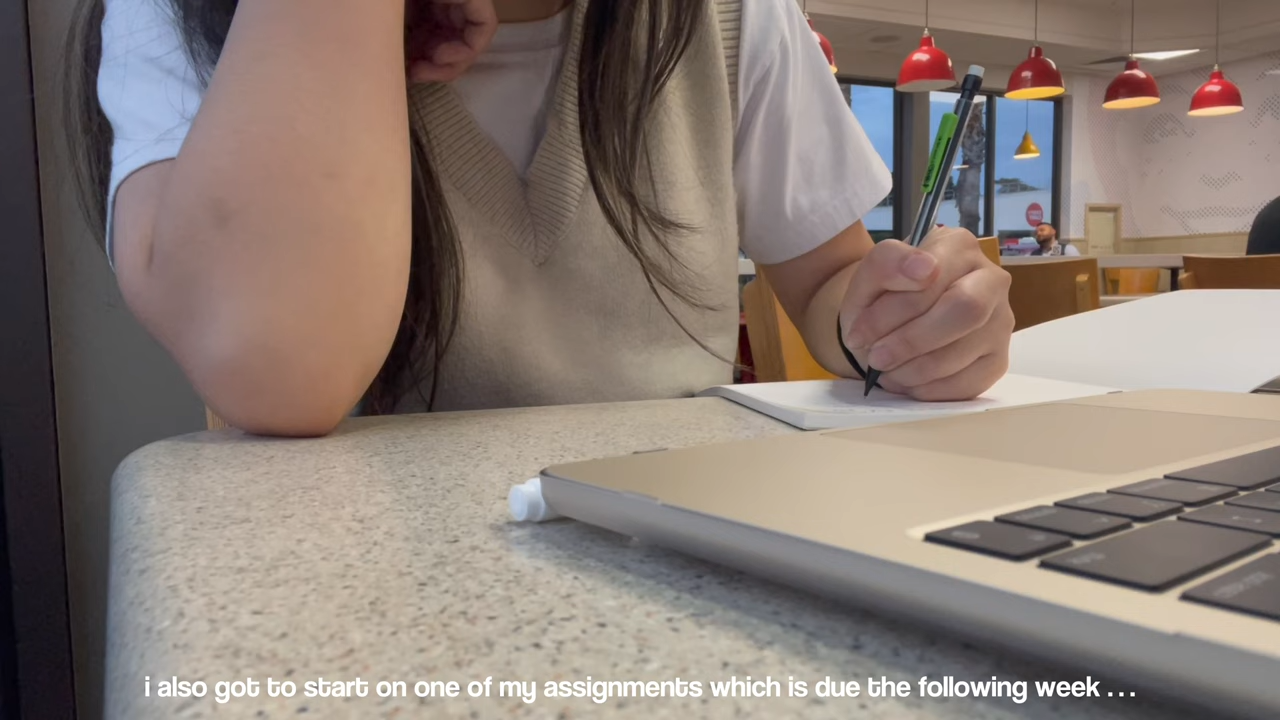 i also got to start on one of my assignments which is due the following week ...